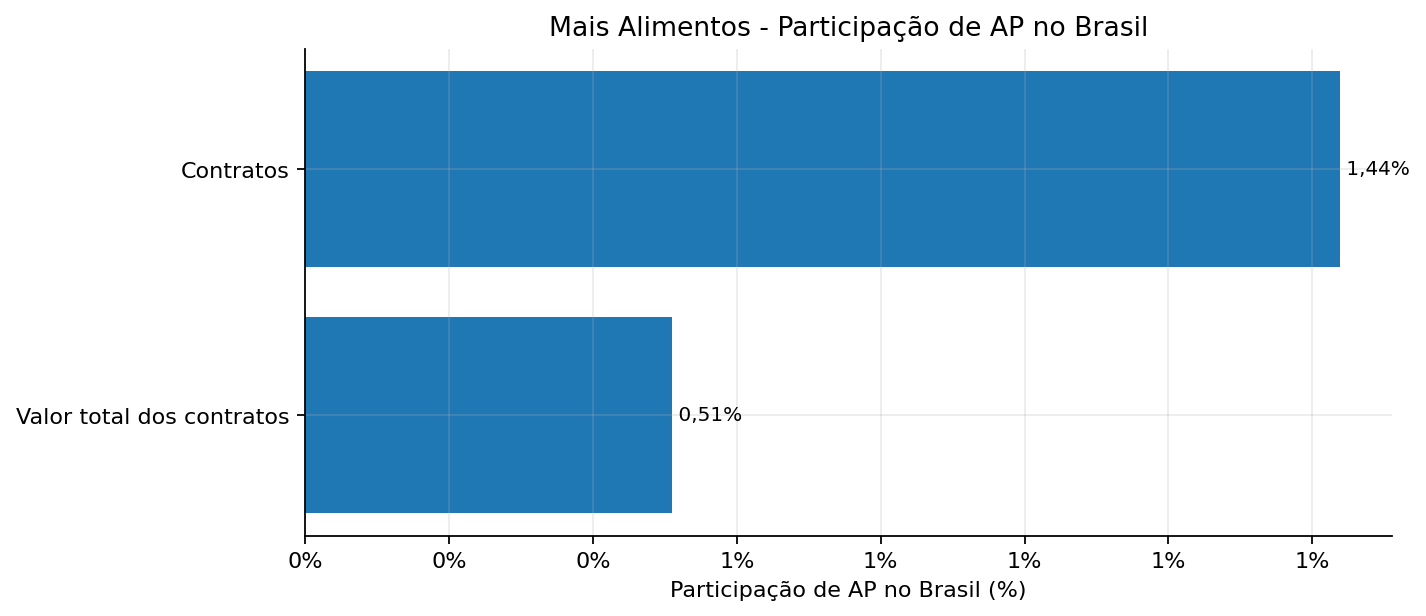 Mais Alimentos - Participação de AP no Brasil
Contratos
1,44%
Valor total dos contratos
0,51%
0% 0% 0% 1% 1% 1% 1% 1%
Participação de AP no Brasil (%)